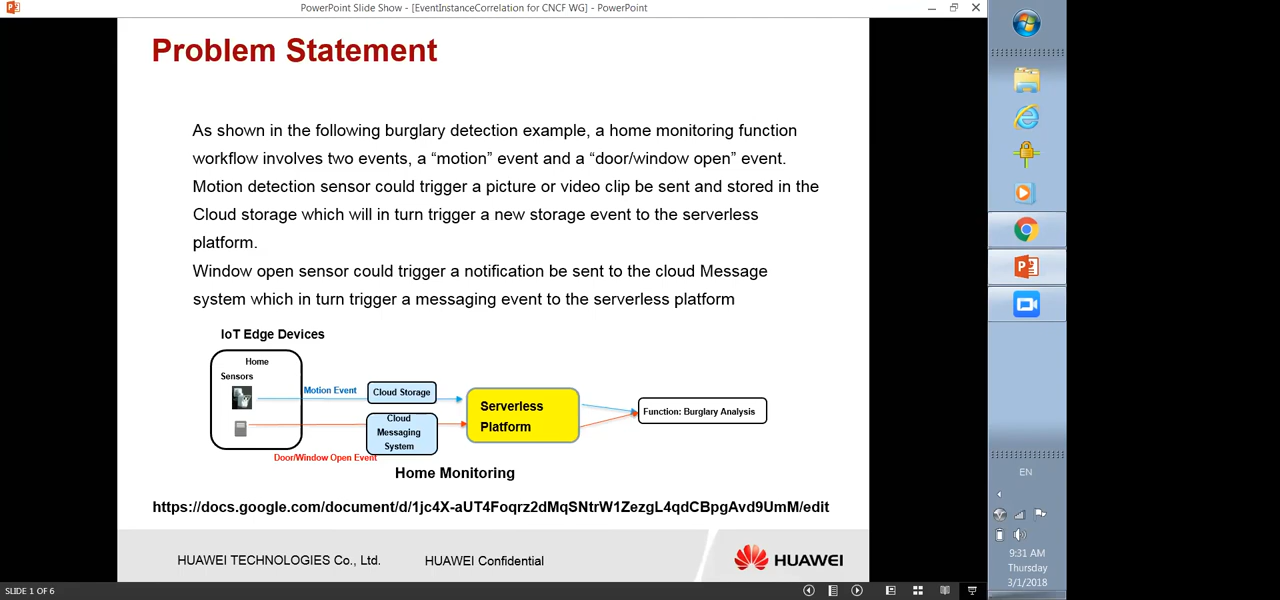 PowerPoint Slide Show - [EventInstanceCorrelation for CNCF WG] - PowerPoint
Problem Statement
As shown in the following burglary detection example, a home monitoring function
workflow involves two events, a “motion” event and a “door/window open” event.
Motion detection sensor could trigger a picture or video clip be sent and stored in the
Cloud storage which will in turn trigger a new storage event to the serverless
platform.
Window open sensor could trigger a notification be sent to the cloud Message
system which in turn trigger a messaging event to the serverless platform
IoT Edge Devices
Home
Sensors
Motion Event
Cloud Storage
Cloud
Messaging
System
Door/Window Open Event
Serverless
Platform
Function: Burglary Analysis
Home Monitoring
https://docs.google.com/document/d/1jc4X-aUT4Foqrz2dMqSNtrW1ZezgL4qdCBpgAvd9UmM/edit
HUAWEI TECHNOLOGIES Co., Ltd.
HUAWEI Confidential
HUAWEI
SLIDE 1 OF 6
EN
9:31 AM
Thursday
3/1/2018